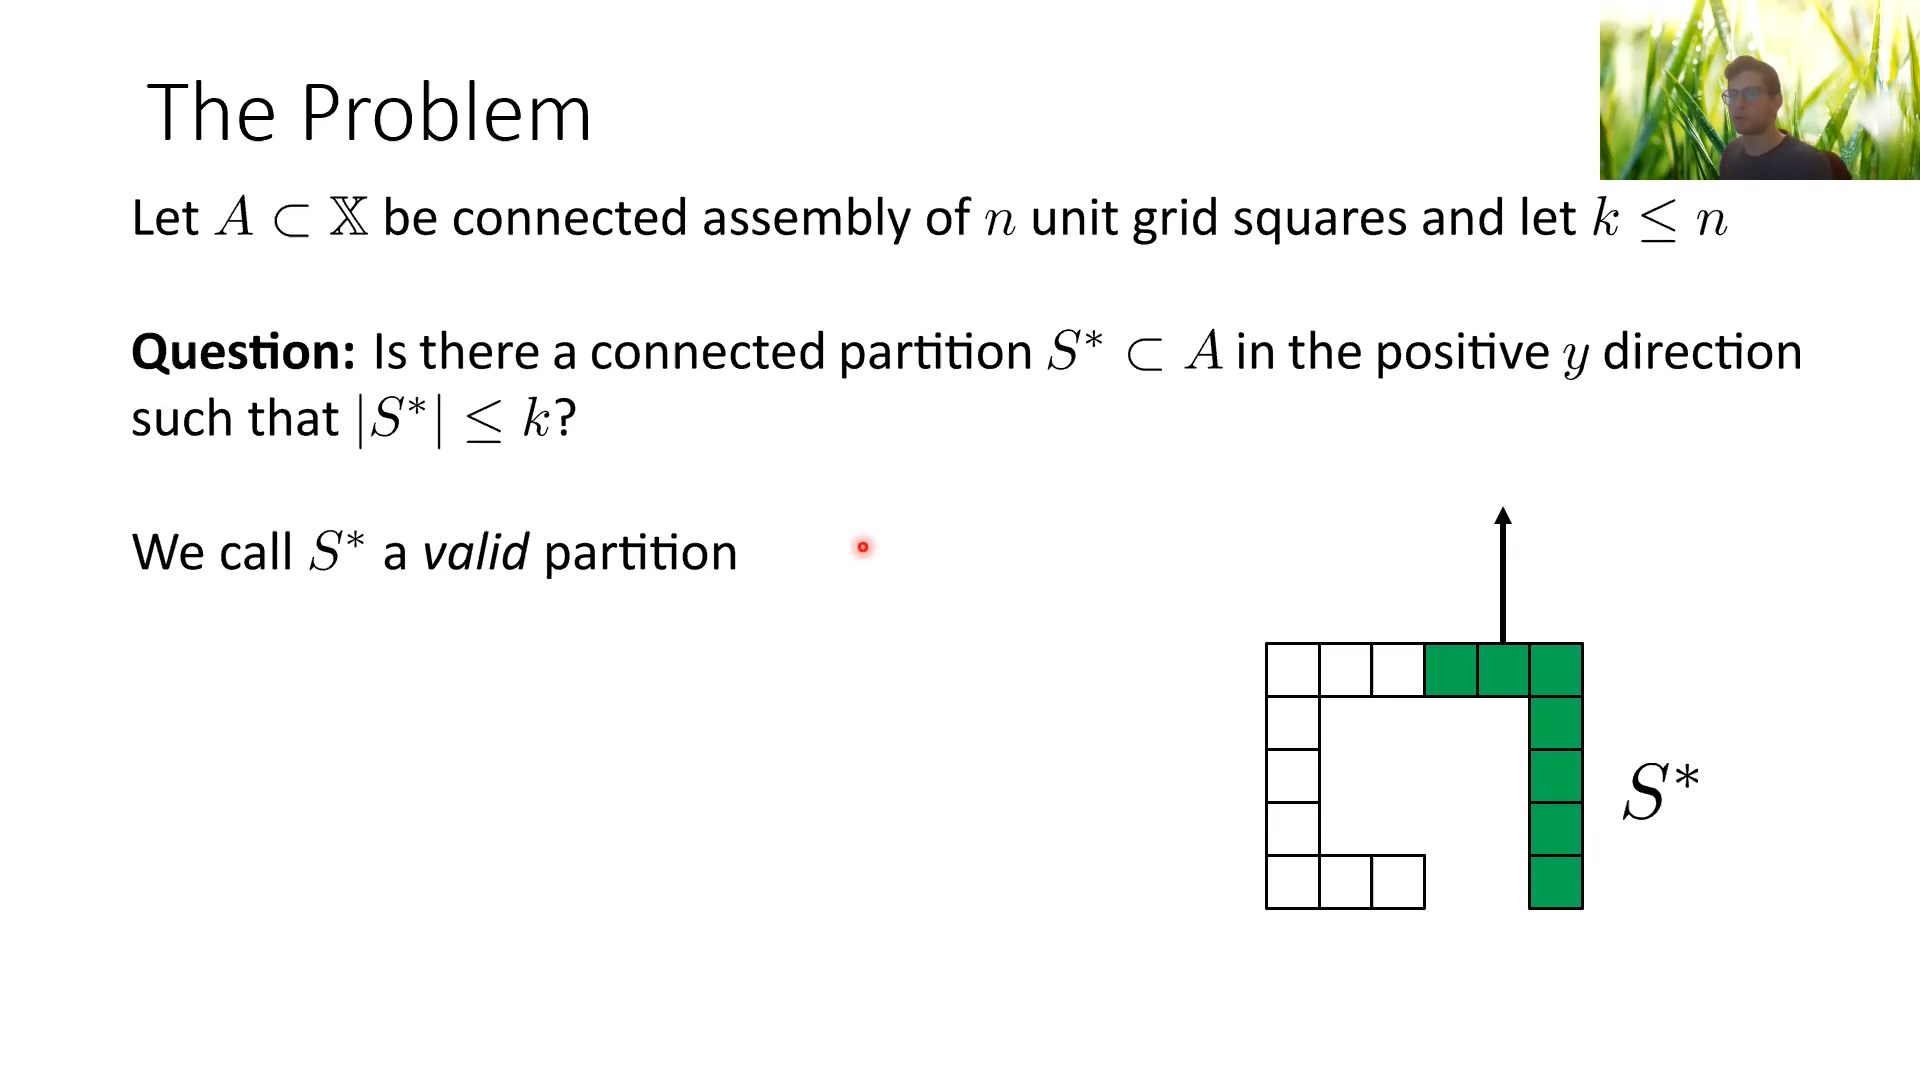 The Problem
Let A ⊂ 𝕏 be connected assembly of n unit grid squares and let k ≤ n
Question: Is there a connected partition S* ⊂ A in the positive y direction
such that |S*| ≤ k?
We call S* a valid partition
S*